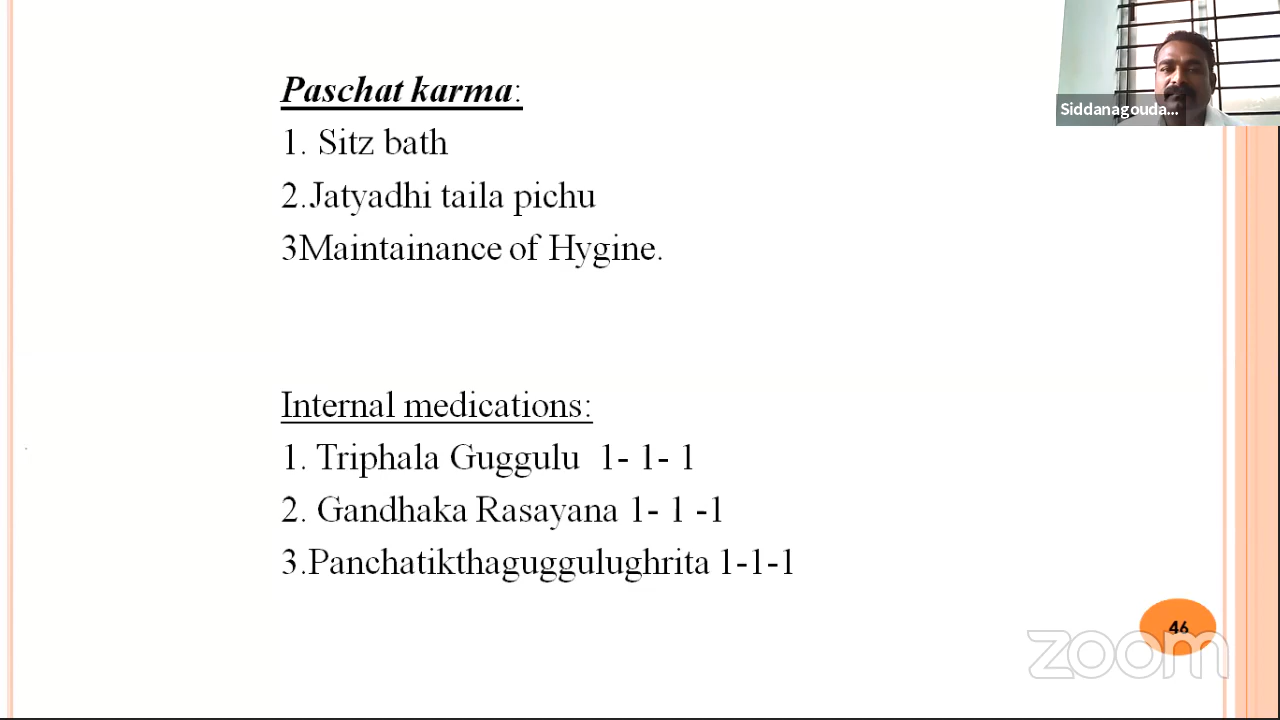 Siddanagouda...
Paschat karma:
1. Sitz bath
2.Jatyadhi taila pichu
3Maintainance of Hygine.
Internal medications:
1. Triphala Guggulu 1- 1- 1
2. Gandhaka Rasayana 1- 1 -1
3.Panchatikthaguggulughrita 1-1-1
46
zoom